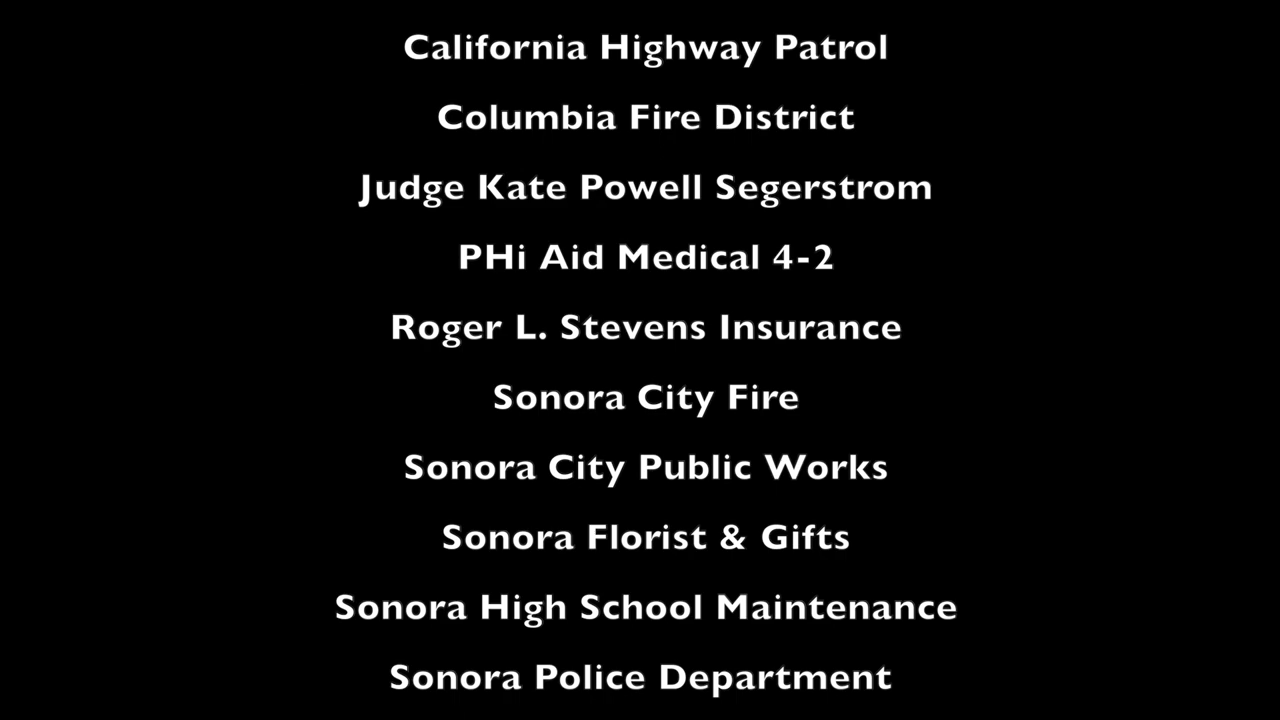 California Highway Patrol
Columbia Fire District
Judge Kate Powell Segerstrom
PHi Aid Medical 4-2
Roger L. Stevens Insurance
Sonora City Fire
Sonora City Public Works
Sonora Florist & Gifts
Sonora High School Maintenance
Sonora Police Department